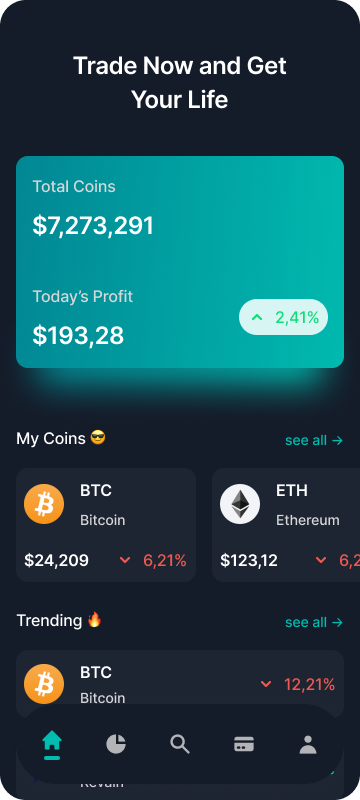 Trade Now and Get
Your Life
Total Coins
$7,273,291
Today’s Profit
$193,28
2,41%
My Coins 😎
see all →
BTC
Bitcoin
$24,209
6,21%
ETH
Ethereum
$123,12
6,2
Trending 🔥
see all →
BTC
Bitcoin
12,21%